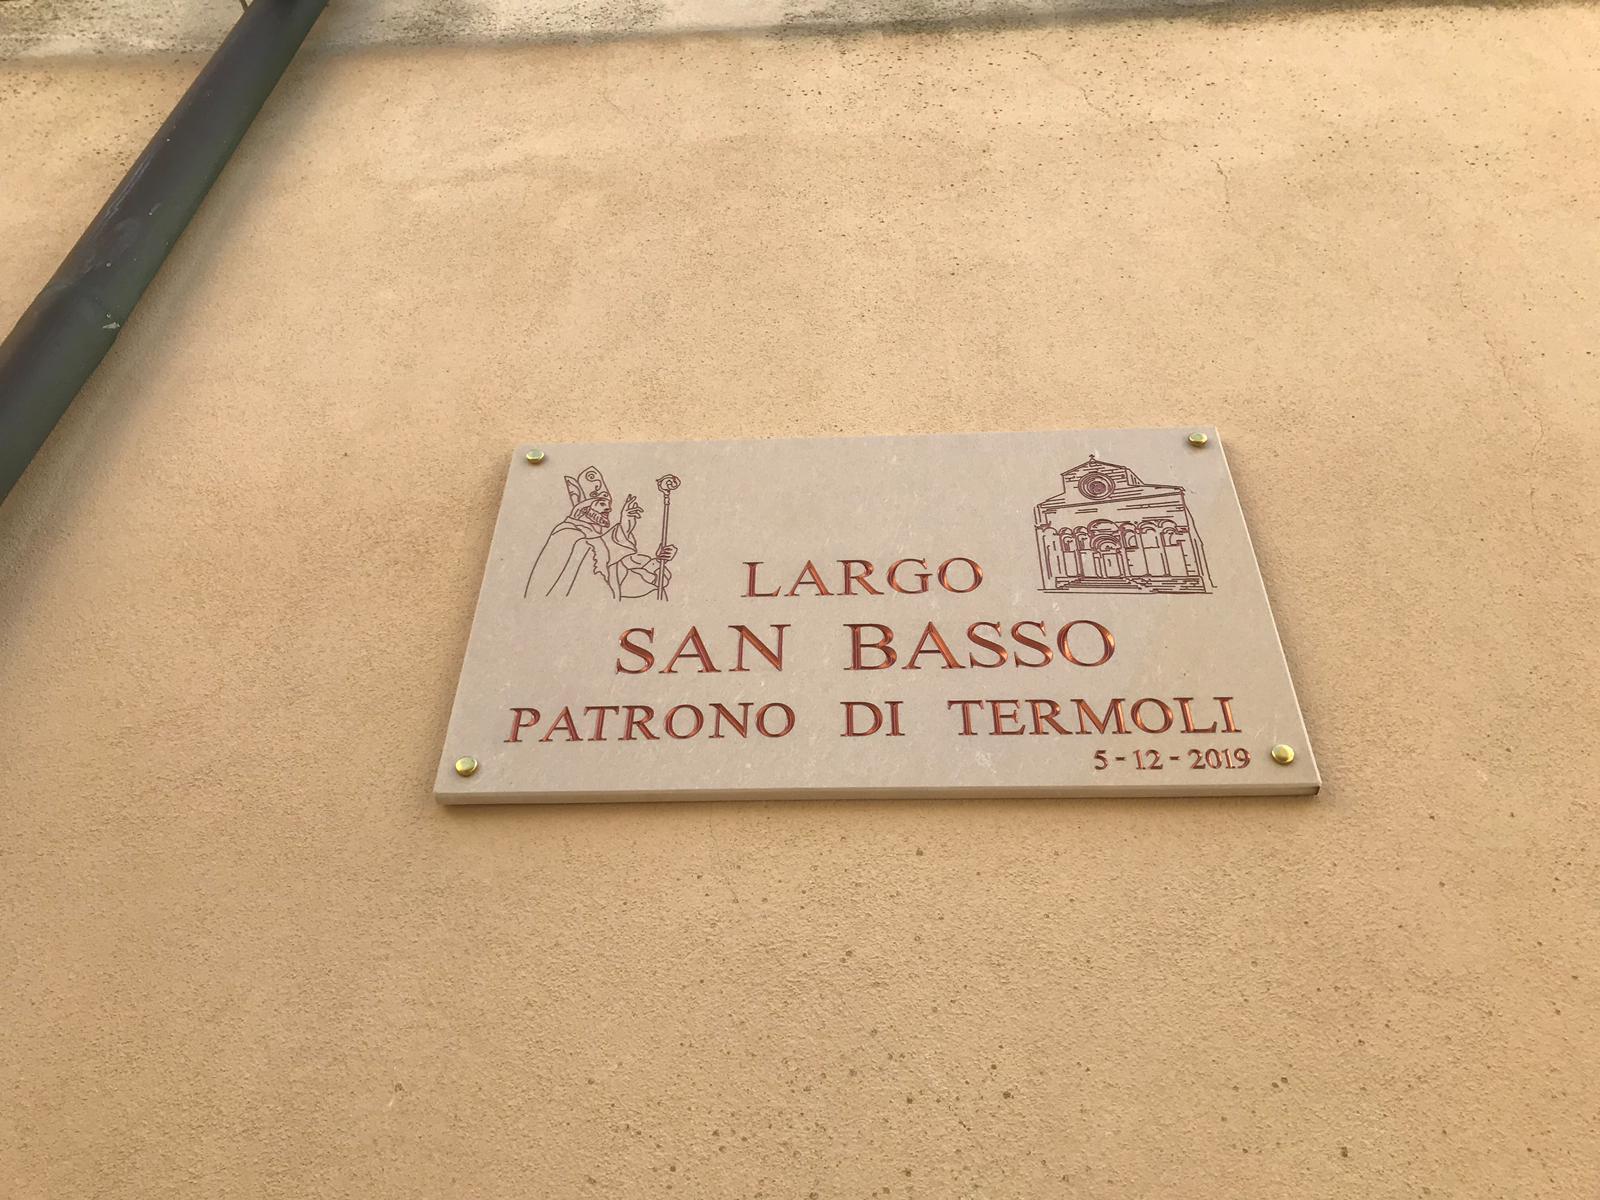 LARGO
SAN BASSO
PATRONO DI TERMOLI
5-12-2019